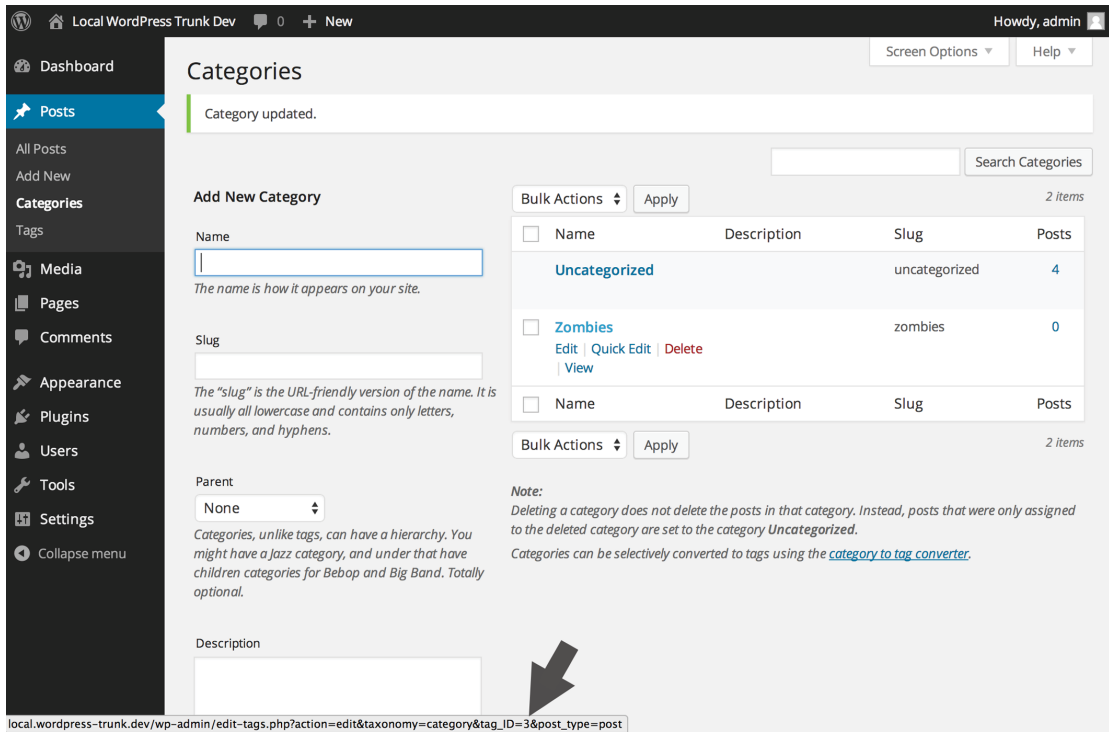 Local WordPress Trunk Dev 0 + New Howdy, admin
Screen Options ▼ Help ▼
Dashboard
Posts
All Posts
Add New
Categories
Tags
Media
Pages
Comments
Appearance
Plugins
Users
Tools
Settings
Collapse menu
Categories
Category updated.
Search Categories
Add New Category
Name
The name is how it appears on your site.
Slug
The “slug” is the URL-friendly version of the name. It is
usually all lowercase and contains only letters,
numbers, and hyphens.
Parent
None
Categories, unlike tags, can have a hierarchy. You
might have a Jazz category, and under that have
children categories for Bebop and Big Band. Totally
optional.
Description
Bulk Actions Apply 2 items
Name Description Slug Posts
Uncategorized uncategorized 4
Zombies zombies 0
Edit | Quick Edit | Delete
| View
Name Description Slug Posts
Bulk Actions Apply 2 items
Note:
Deleting a category does not delete the posts in that category. Instead, posts that were only assigned
to the deleted category are set to the category Uncategorized.
Categories can be selectively converted to tags using the category to tag converter.
local.wordpress-trunk.dev/wp-admin/edit-tags.php?action=edit&taxonomy=category&tag_ID=3&post_type=post